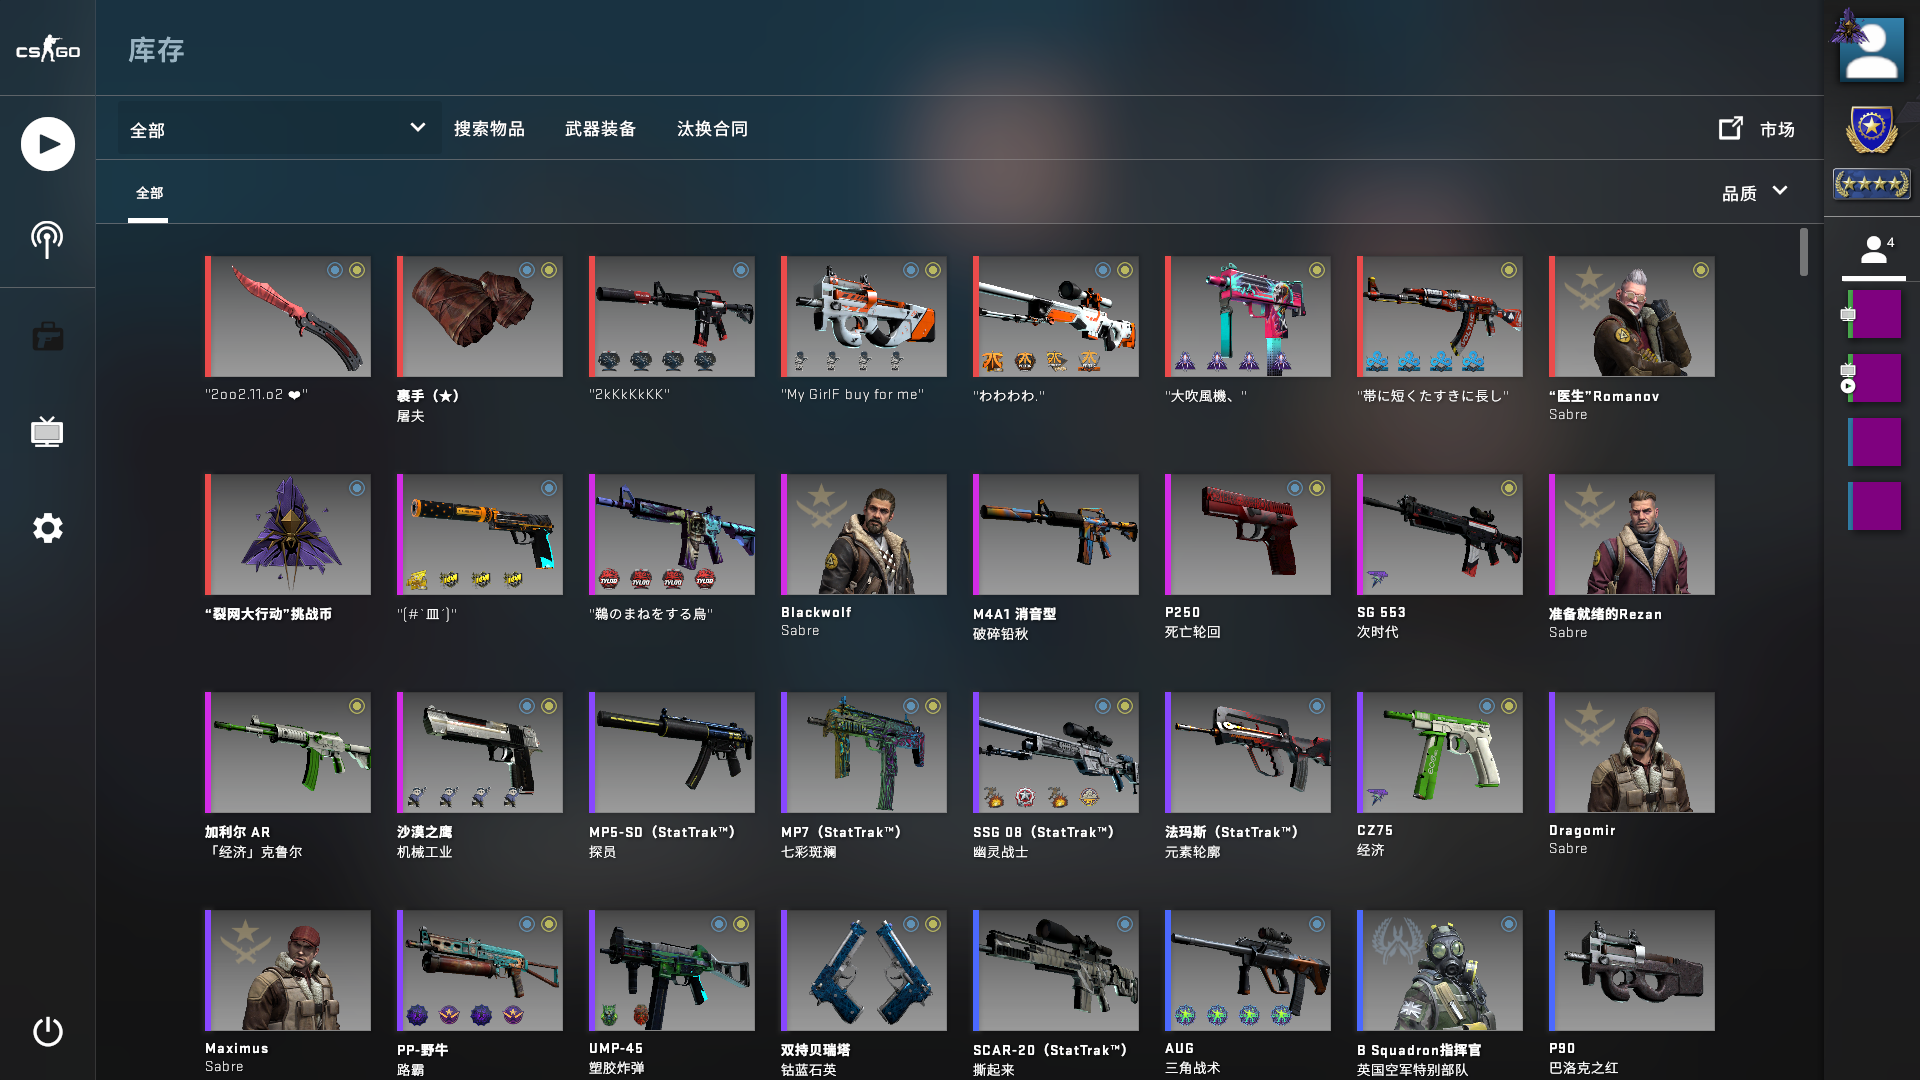 CS GO
库存
全部
搜索物品
武器装备
汰换合同
市场
全部
品质
4
"2oo2.11.o2 ❤"
裹手（★）
屠夫
"2kKkKkKK"
"My GirlF buy for me"
"わわわわ."
"大吹風機、"
"帯に短くたすきに長し"
“医生”Romanov
Sabre
“裂网大行动”挑战币
"(#`皿´)"
"鵜のまねをする烏"
Blackwolf
Sabre
M4A1 消音型
破碎铅秋
P250
死亡轮回
SG 553
次时代
准备就绪的Rezan
Sabre
加利尔 AR
「经济」克鲁尔
沙漠之鹰
机械工业
MP5-SD（StatTrak™）
探员
MP7（StatTrak™）
七彩斑斓
SSG 08（StatTrak™）
幽灵战士
法玛斯（StatTrak™）
元素轮廓
CZ75
经济
Dragomir
Sabre
Maximus
Sabre
PP-野牛
路霸
UMP-45
塑胶炸弹
双持贝瑞塔
钴蓝石英
SCAR-20（StatTrak™）
撕起来
AUG
三角战术
B Squadron指挥官
英国空军特别部队
P90
巴洛克之红